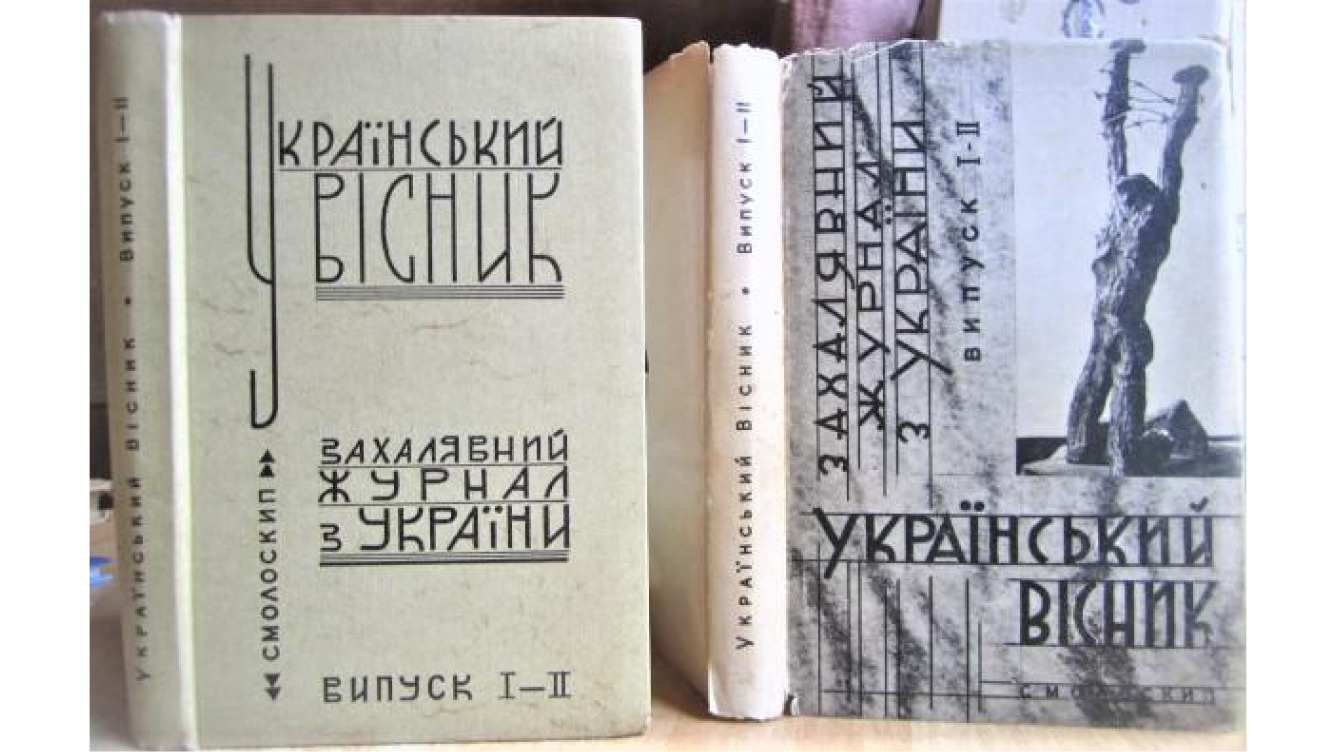 УКРАЇНСЬКИЙ ВІСНИК • ВИПУСК I—II
УКРАЇНСЬКИЙ
ВІСНИК
◀◀ СМОЛОСКИП ▶▶
ЗАХАЛЯВНИЙ
ЖУРНАЛ
З УКРАЇНИ
ВИПУСК I—II
УКРАЇНСЬКИЙ ВІСНИК • ВИПУСК I—II
ЗАХАЛЯВНИЙ
ЖУРНАЛ
З УКРАЇНИ
ВИПУСК I-II
УКРАЇНСЬКИЙ
ВІСНИК
СМОЛОСКИП